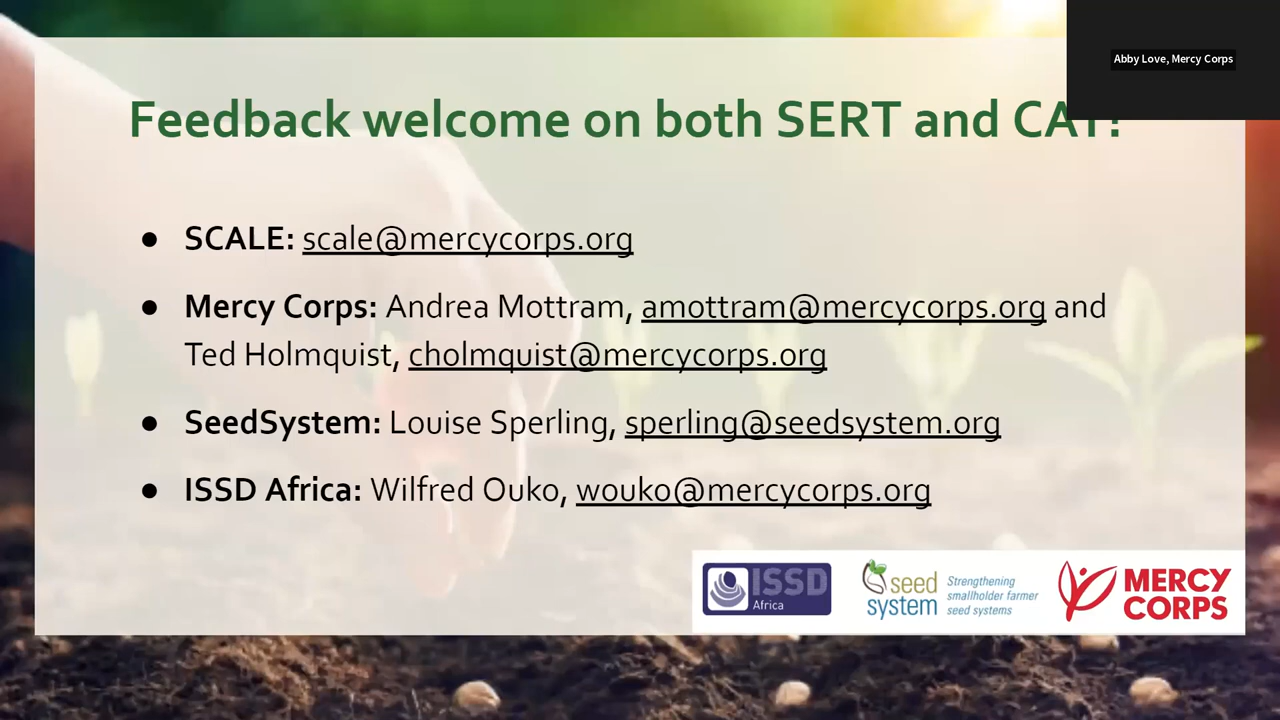 Abby Love, Mercy Corps
Feedback welcome on both SERT and CAT!
● SCALE: scale@mercycorps.org
● Mercy Corps: Andrea Mottram, amottram@mercycorps.org and
Ted Holmquist, cholmquist@mercycorps.org
● SeedSystem: Louise Sperling, sperling@seedsystem.org
● ISSD Africa: Wilfred Ouko, wouko@mercycorps.org
ISSD
Africa
seed
system
Strengthening
smallholder farmer
seed systems
MERCY
CORPS